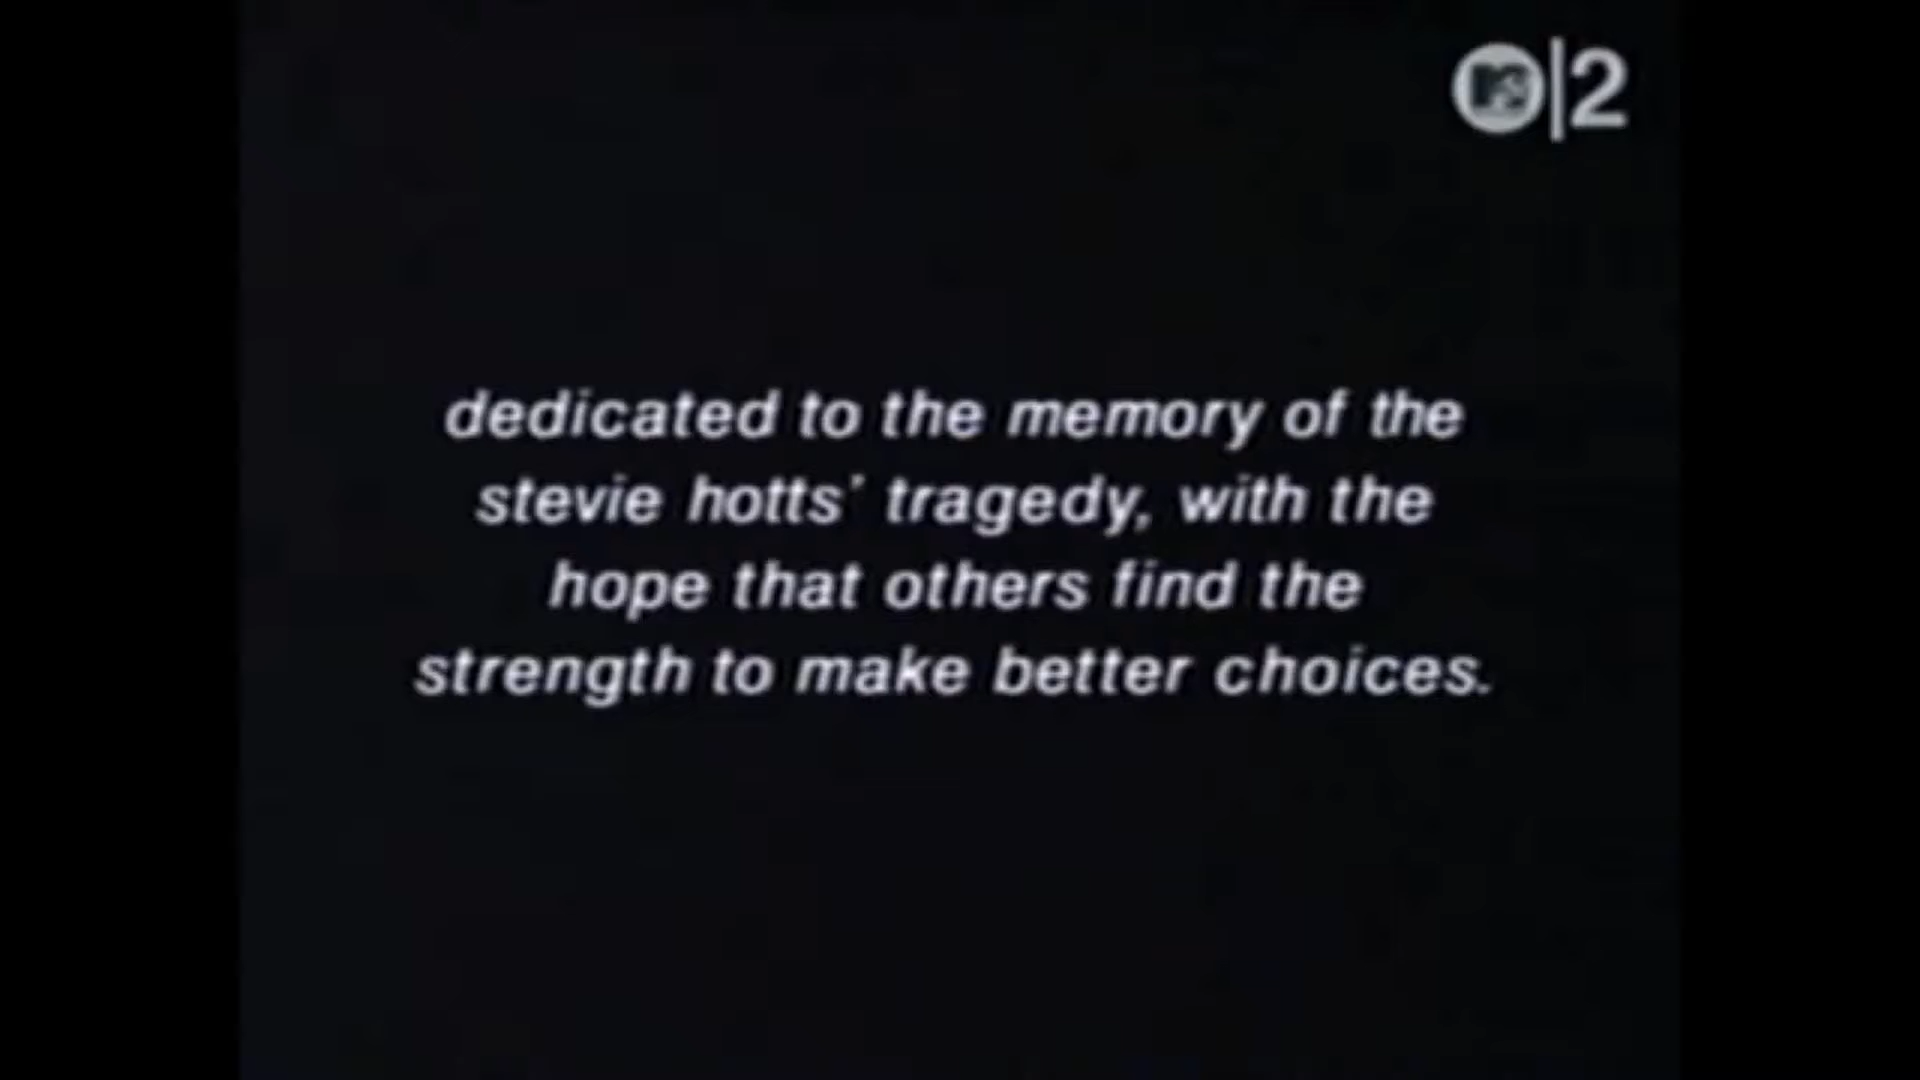 MTV|2
dedicated to the memory of the
stevie hotts' tragedy, with the
hope that others find the
strength to make better choices.